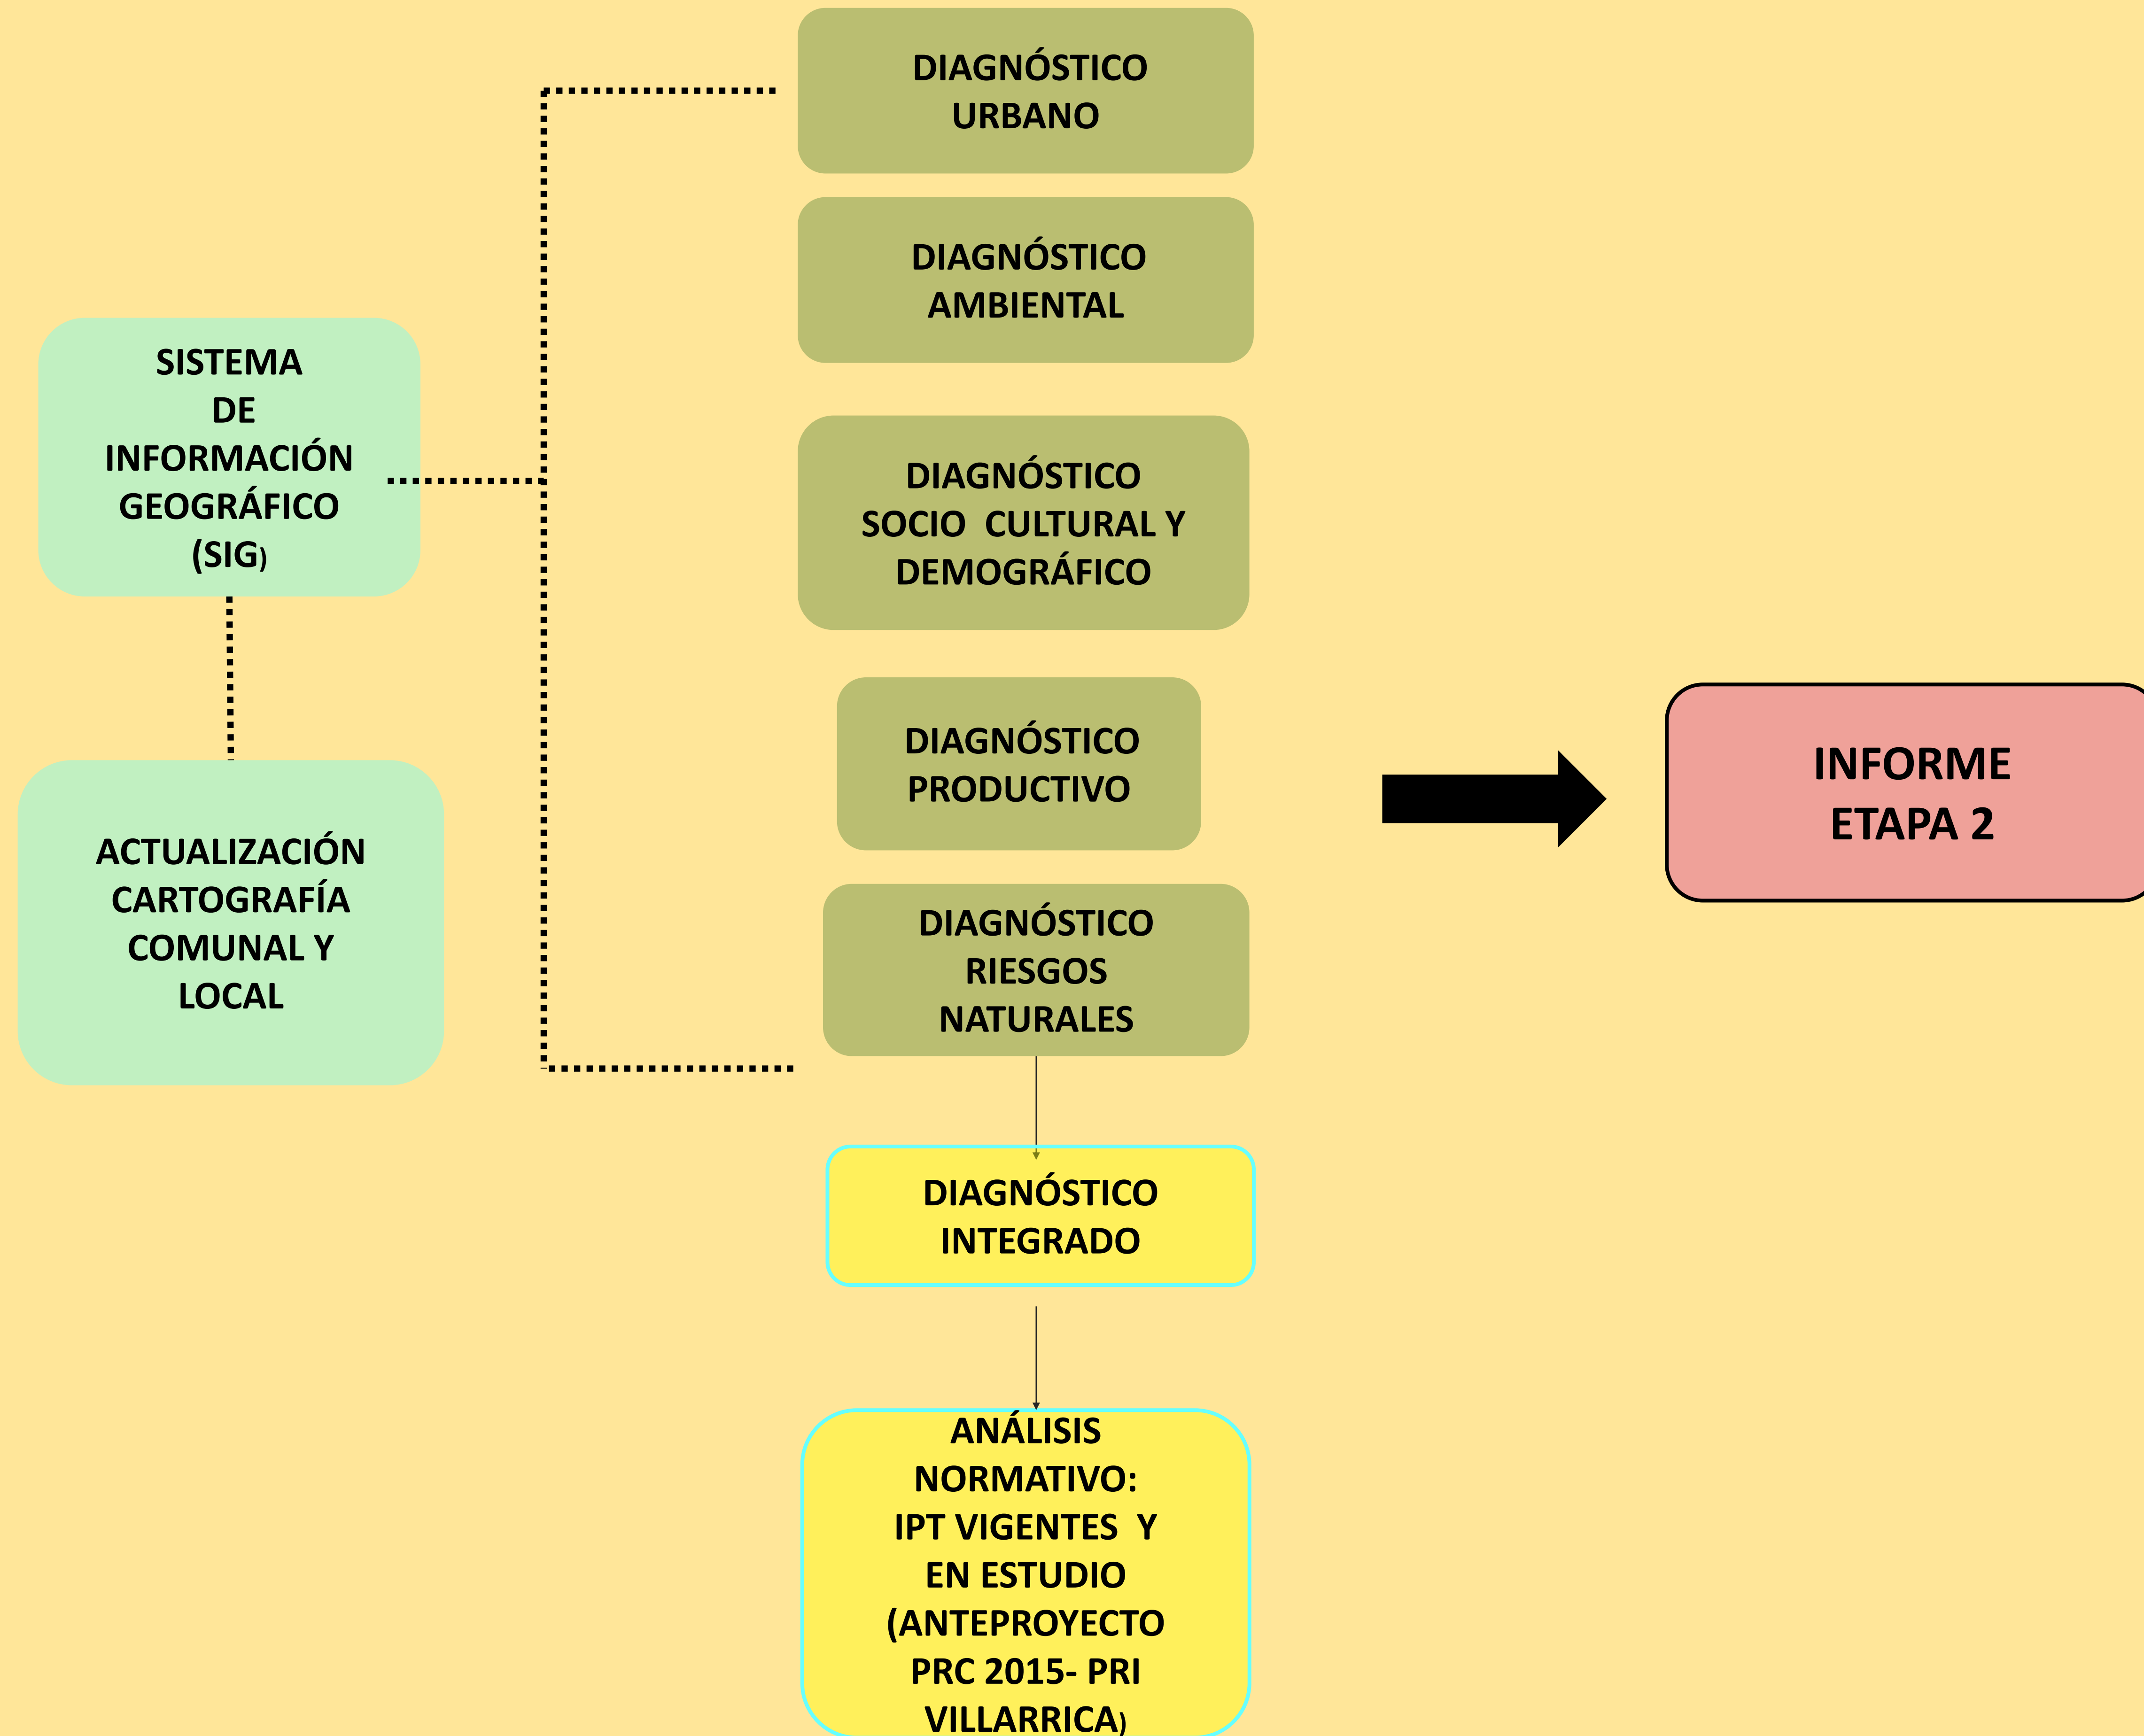 DIAGNÓSTICO
URBANO
DIAGNÓSTICO
AMBIENTAL
SISTEMA
DE
INFORMACIÓN
GEOGRÁFICO
(SIG)
DIAGNÓSTICO
SOCIO  CULTURAL Y
DEMOGRÁFICO
DIAGNÓSTICO
PRODUCTIVO
INFORME
ETAPA 2
ACTUALIZACIÓN
CARTOGRAFÍA
COMUNAL Y
LOCAL
DIAGNÓSTICO
RIESGOS
NATURALES
DIAGNÓSTICO
INTEGRADO
ANÁLISIS
NORMATIVO:
IPT VIGENTES  Y
EN ESTUDIO
(ANTEPROYECTO
PRC 2015- PRI
VILLARRICA)